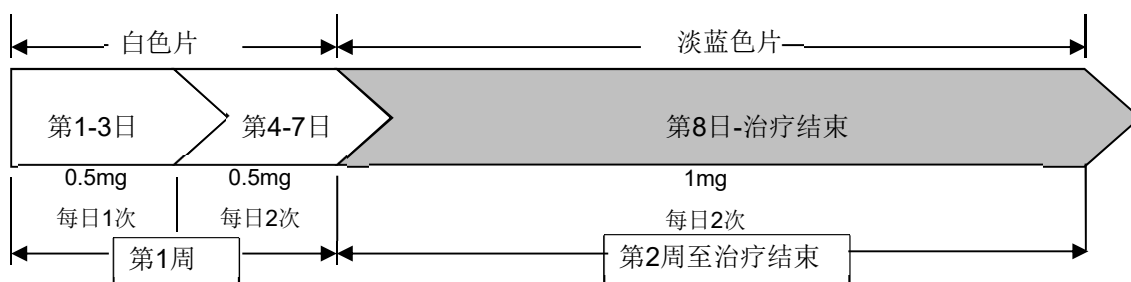 白色片 淡蓝色片
第1-3日 第4-7日 第8日-治疗结束
0.5mg 0.5mg 1mg
每日1次 每日2次 每日2次
第1周 第2周至治疗结束